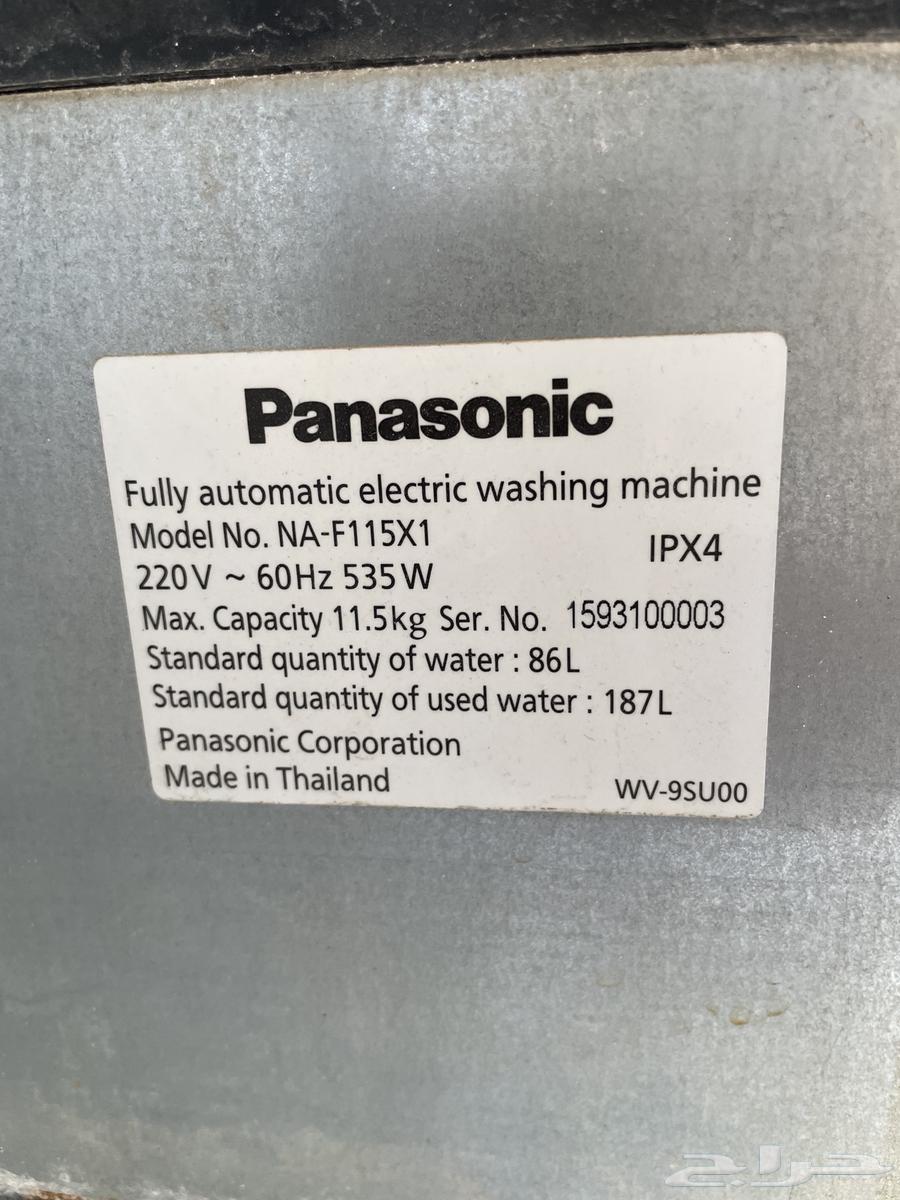 Panasonic
Fully automatic electric washing machine
Model No. NA-F115X1
IPX4
220V ~ 60Hz 535W
Max. Capacity 11.5kg Ser. No. 1593100003
Standard quantity of water : 86L
Standard quantity of used water : 187L
Panasonic Corporation
Made in Thailand
WV-9SU00
حراج